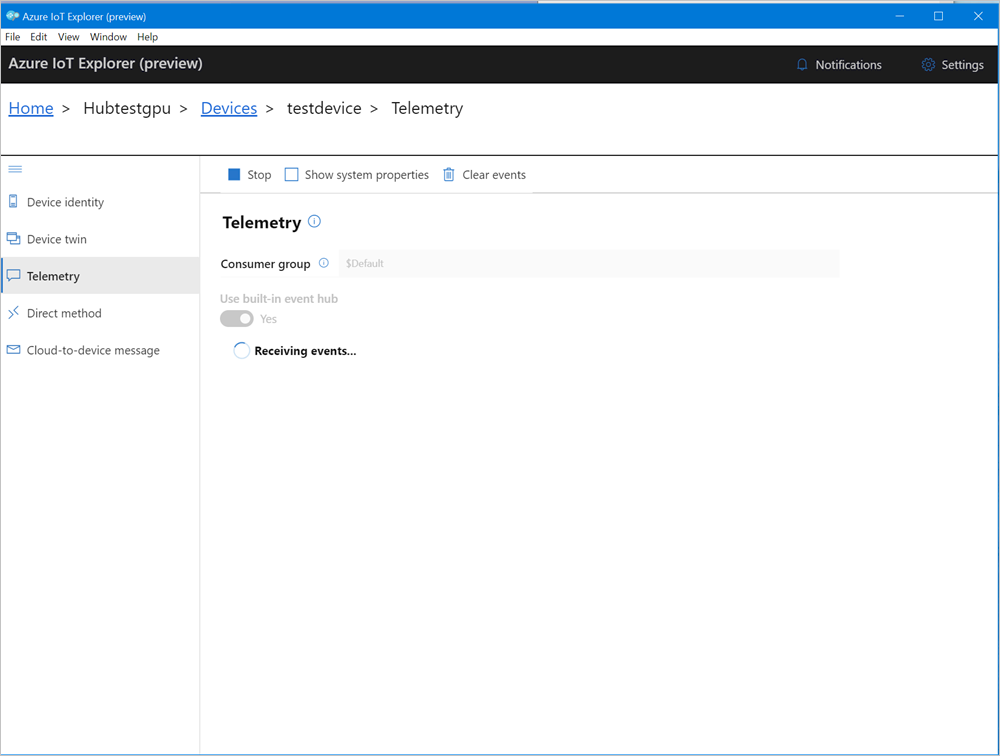 Azure IoT Explorer (preview)
File Edit View Window Help
Azure IoT Explorer (preview) Notifications Settings
Home > Hubtestgpu > Devices > testdevice > Telemetry
Stop Show system properties Clear events
Device identity
Device twin
Telemetry
Direct method
Cloud-to-device message
Telemetry
Consumer group $Default
Use built-in event hub
Yes
Receiving events...